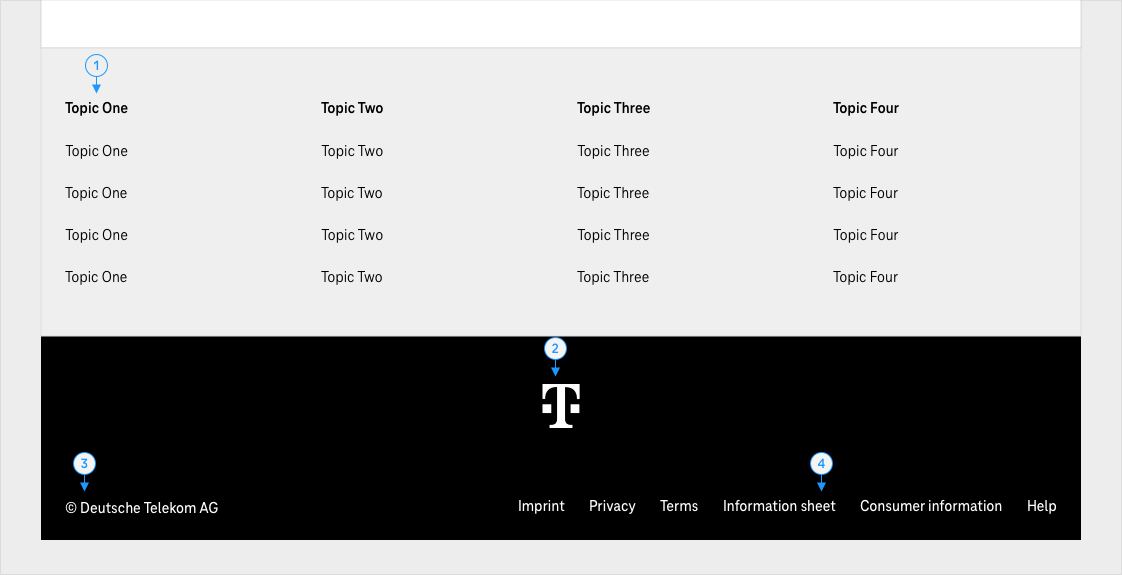 1
Topic One Topic Two Topic Three Topic Four
Topic One Topic Two Topic Three Topic Four
Topic One Topic Two Topic Three Topic Four
Topic One Topic Two Topic Three Topic Four
Topic One Topic Two Topic Three Topic Four
2
T
3 4
© Deutsche Telekom AG Imprint Privacy Terms Information sheet Consumer information Help